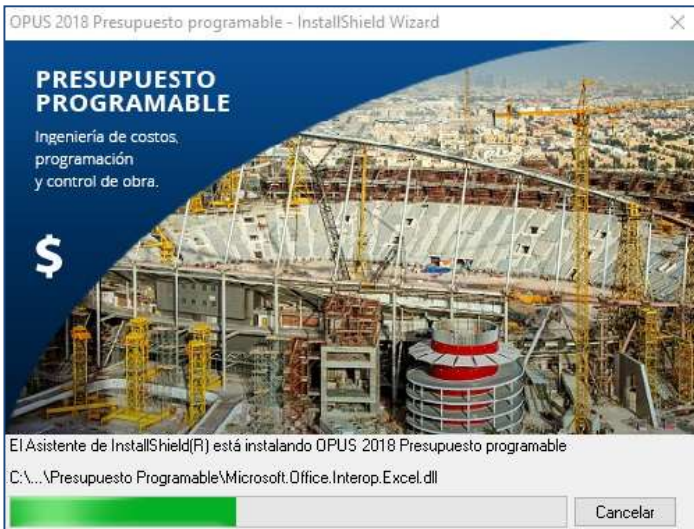 OPUS 2018 Presupuesto programable - InstallShield Wizard
PRESUPUESTO
PROGRAMABLE
Ingeniería de costos,
programación
y control de obra.
$
El Asistente de InstallShield(R) está instalando OPUS 2018 Presupuesto programable
C:\...\Presupuesto Programable\Microsoft.Office.Interop.Excel.dll
Cancelar